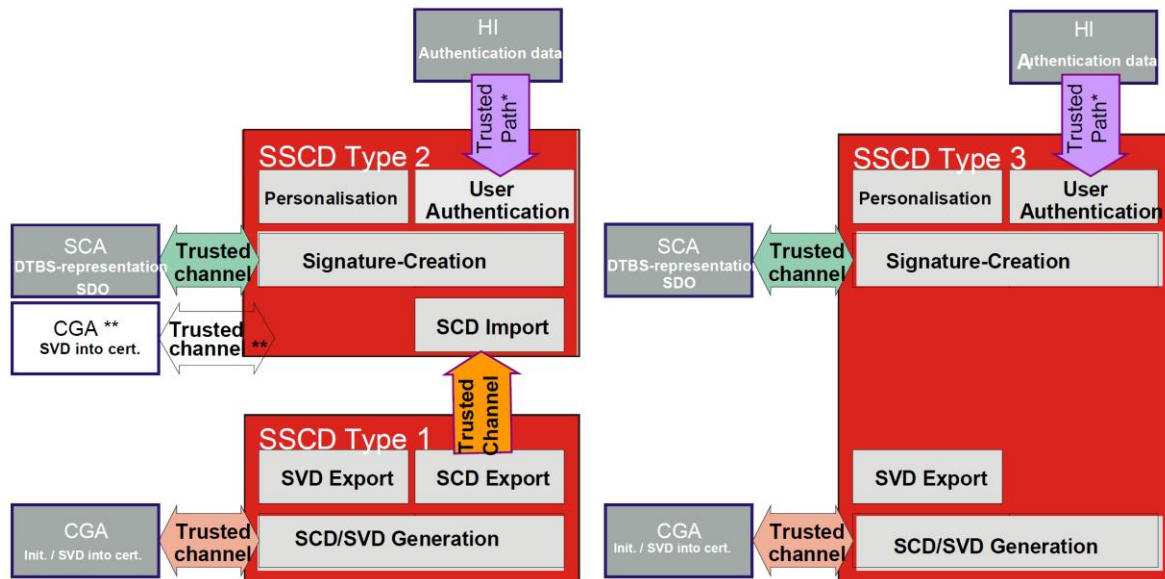 HI
Authentication data
Trusted
Path*
SSCD Type 2
Personalisation
User
Authentication
SCA
DTBS-representation
SDO
Trusted
channel
Signature-Creation
CGA **
SVD into cert.
Trusted
channel **
SCD Import
Trusted
Channel
SSCD Type 1
SVD Export
SCD Export
CGA
Init. / SVD into cert.
Trusted
channel
SCD/SVD Generation
HI
Authentication data
Trusted
Path*
SSCD Type 3
Personalisation
User
Authentication
SCA
DTBS-representation
SDO
Trusted
channel
Signature-Creation
SVD Export
CGA
Init. / SVD into cert.
Trusted
channel
SCD/SVD Generation